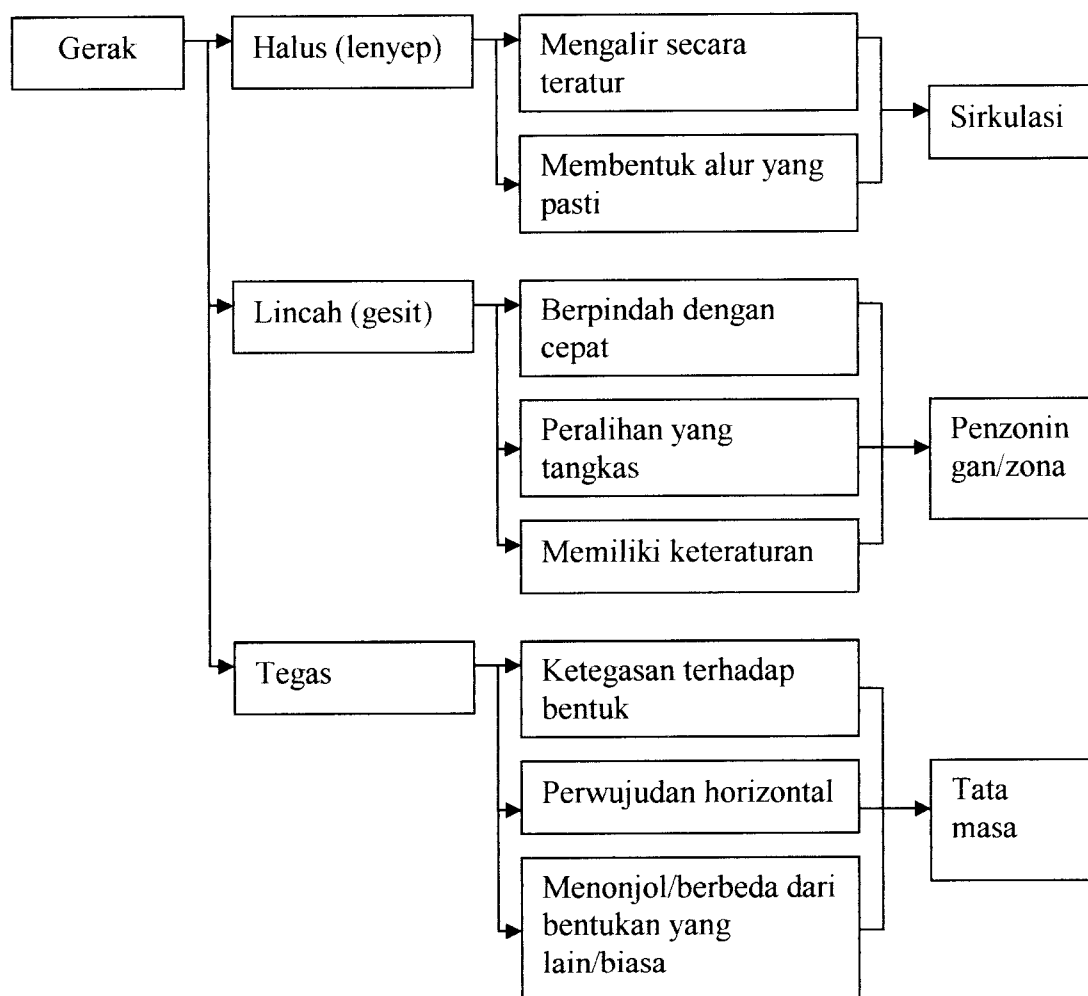 Gerak
Halus (lenyep)
Mengalir secara
teratur
Membentuk alur yang
pasti
Sirkulasi
Lincah (gesit)
Berpindah dengan
cepat
Peralihan yang
tangkas
Memiliki keteraturan
Penzonin
gan/zona
Tegas
Ketegasan terhadap
bentuk
Perwujudan horizontal
Menonjol/berbeda dari
bentukan yang
lain/biasa
Tata
masa